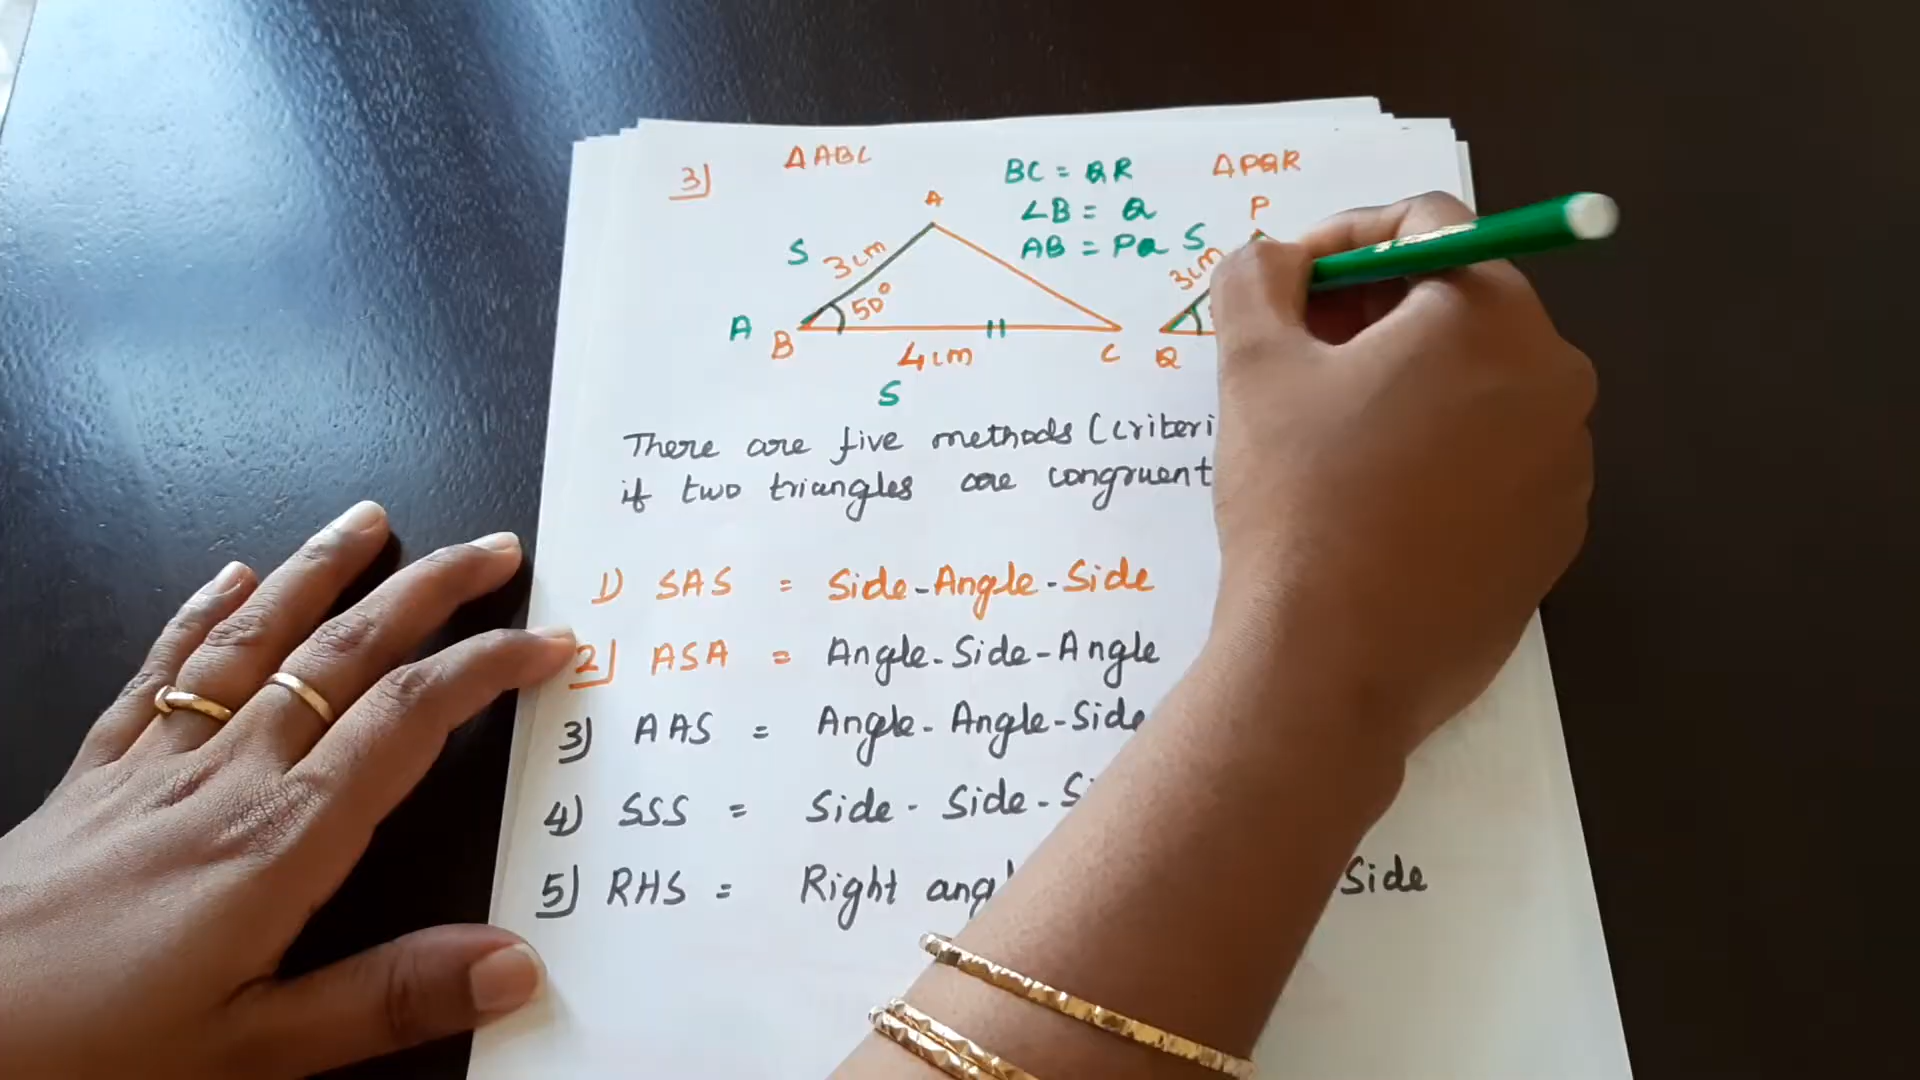 3) ΔABC BC = QR ΔPQR
A ∠B = Q P
S 3cm AB = PQ S 3cm
A B 50°
4cm C Q
S
There are five methods (criteri
if two triangles are congruent
1) SAS = Side-Angle-Side
2) ASA = Angle-Side-Angle
3) AAS = Angle-Angle-Side
4) SSS = Side-Side-S
5) RHS = Right angl Side